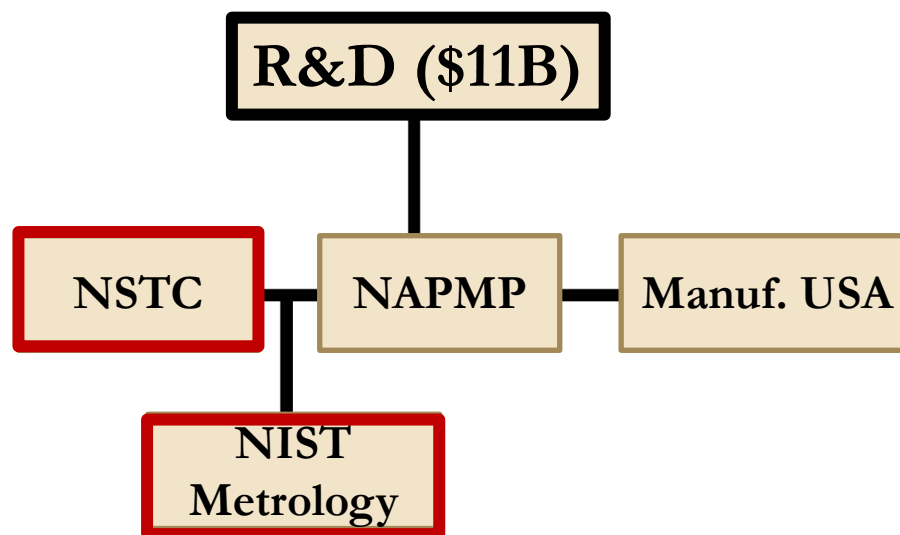 R&D ($11B)
NSTC
NAPMP
Manuf. USA
NIST
Metrology